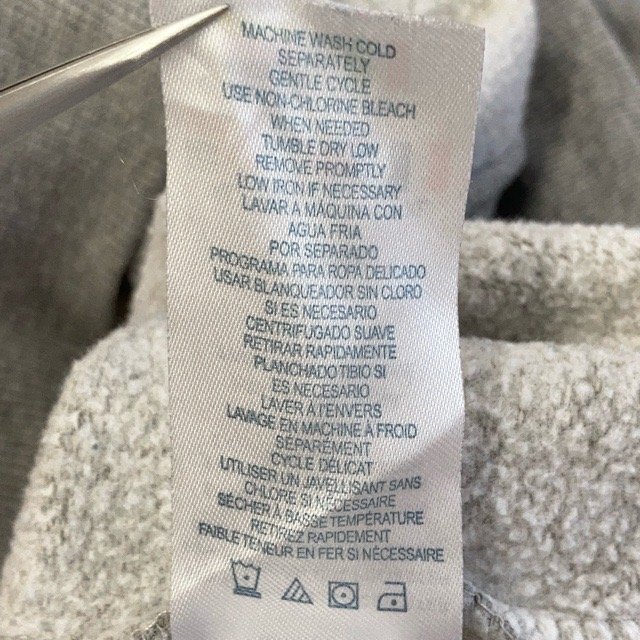 MACHINE WASH COLD
SEPARATELY
GENTLE CYCLE
USE NON-CHLORINE BLEACH
WHEN NEEDED
TUMBLE DRY LOW
REMOVE PROMPTLY
LOW IRON IF NECESSARY
LAVAR A MÁQUINA CON
AGUA FRIA
POR SEPARADO
PROGRAMA PARA ROPA DELICADO
USAR BLANQUEADOR SIN CLORO
SI ES NECESARIO
CENTRIFUGADO SUAVE
RETIRAR RAPIDAMENTE
PLANCHADO TIBIO SI
ES NECESARIO
LAVER À L'ENVERS
LAVAGE EN MACHINE À FROID
SÉPAREMENT
CYCLE DÉLICAT
UTILISER UN JAVELLISANT SANS
CHLORE SI NÉCESSAIRE
SÉCHER À BASSE TEMPÉRATURE
RETIREZ RAPIDEMENT
FAIBLE TENEUR EN FER SI NÉCESSAIRE